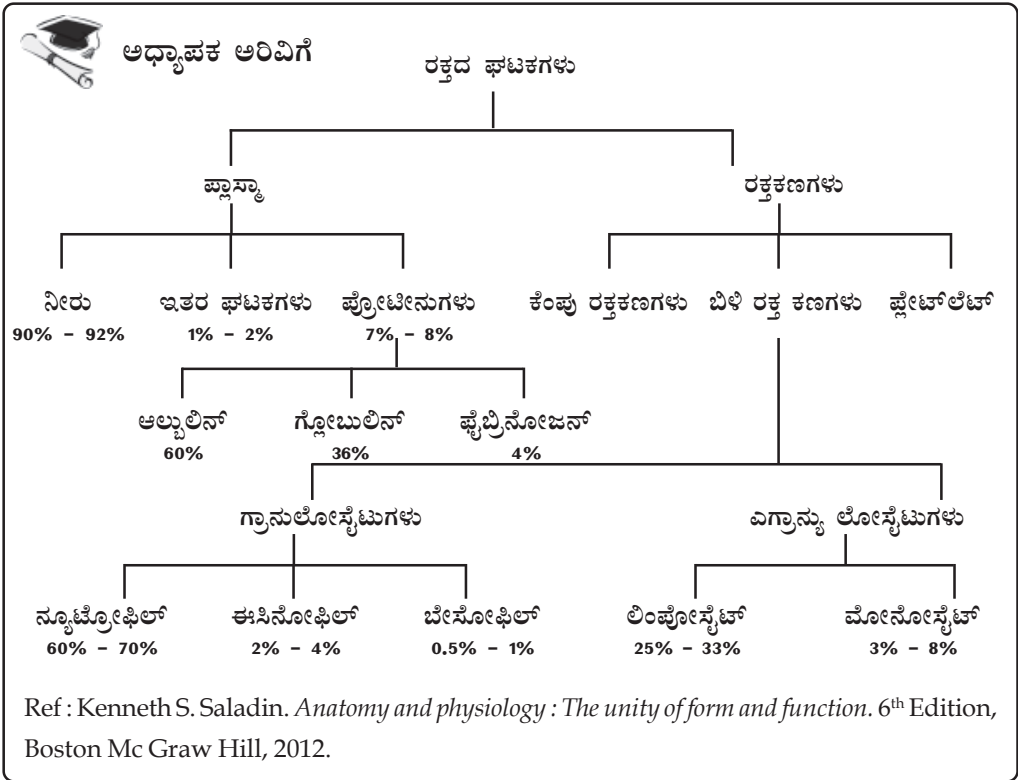 ಅಧ್ಯಾಪಕ ಅರಿವಿಗೆ
ರಕ್ತದ ಘಟಕಗಳು
ಪ್ಲಾಸ್ಮಾ ರಕ್ತಕಣಗಳು
ನೀರು ಇತರ ಘಟಕಗಳು ಪ್ರೋಟೀನುಗಳು ಕೆಂಪು ರಕ್ತಕಣಗಳು ಬಿಳಿ ರಕ್ತ ಕಣಗಳು ಪ್ಲೇಟ್‌ಲೆಟ್
90% – 92% 1% – 2% 7% – 8%
ಆಲ್ಬುಲಿನ್ ಗ್ಲೋಬುಲಿನ್ ಫೈಬ್ರಿನೋಜನ್
60% 36% 4%
ಗ್ರಾನುಲೋಸೈಟುಗಳು ಎಗ್ರಾನ್ಯು ಲೋಸೈಟುಗಳು
ನ್ಯೂಟ್ರೋಫಿಲ್ ಈಸಿನೋಫಿಲ್ ಬೇಸೋಫಿಲ್ ಲಿಂಪೋಸೈಟ್ ಮೋನೋಸೈಟ್
60% – 70% 2% – 4% 0.5% – 1% 25% – 33% 3% – 8%
Ref : Kenneth S. Saladin. Anatomy and physiology : The unity of form and function. 6th Edition,
Boston Mc Graw Hill, 2012.